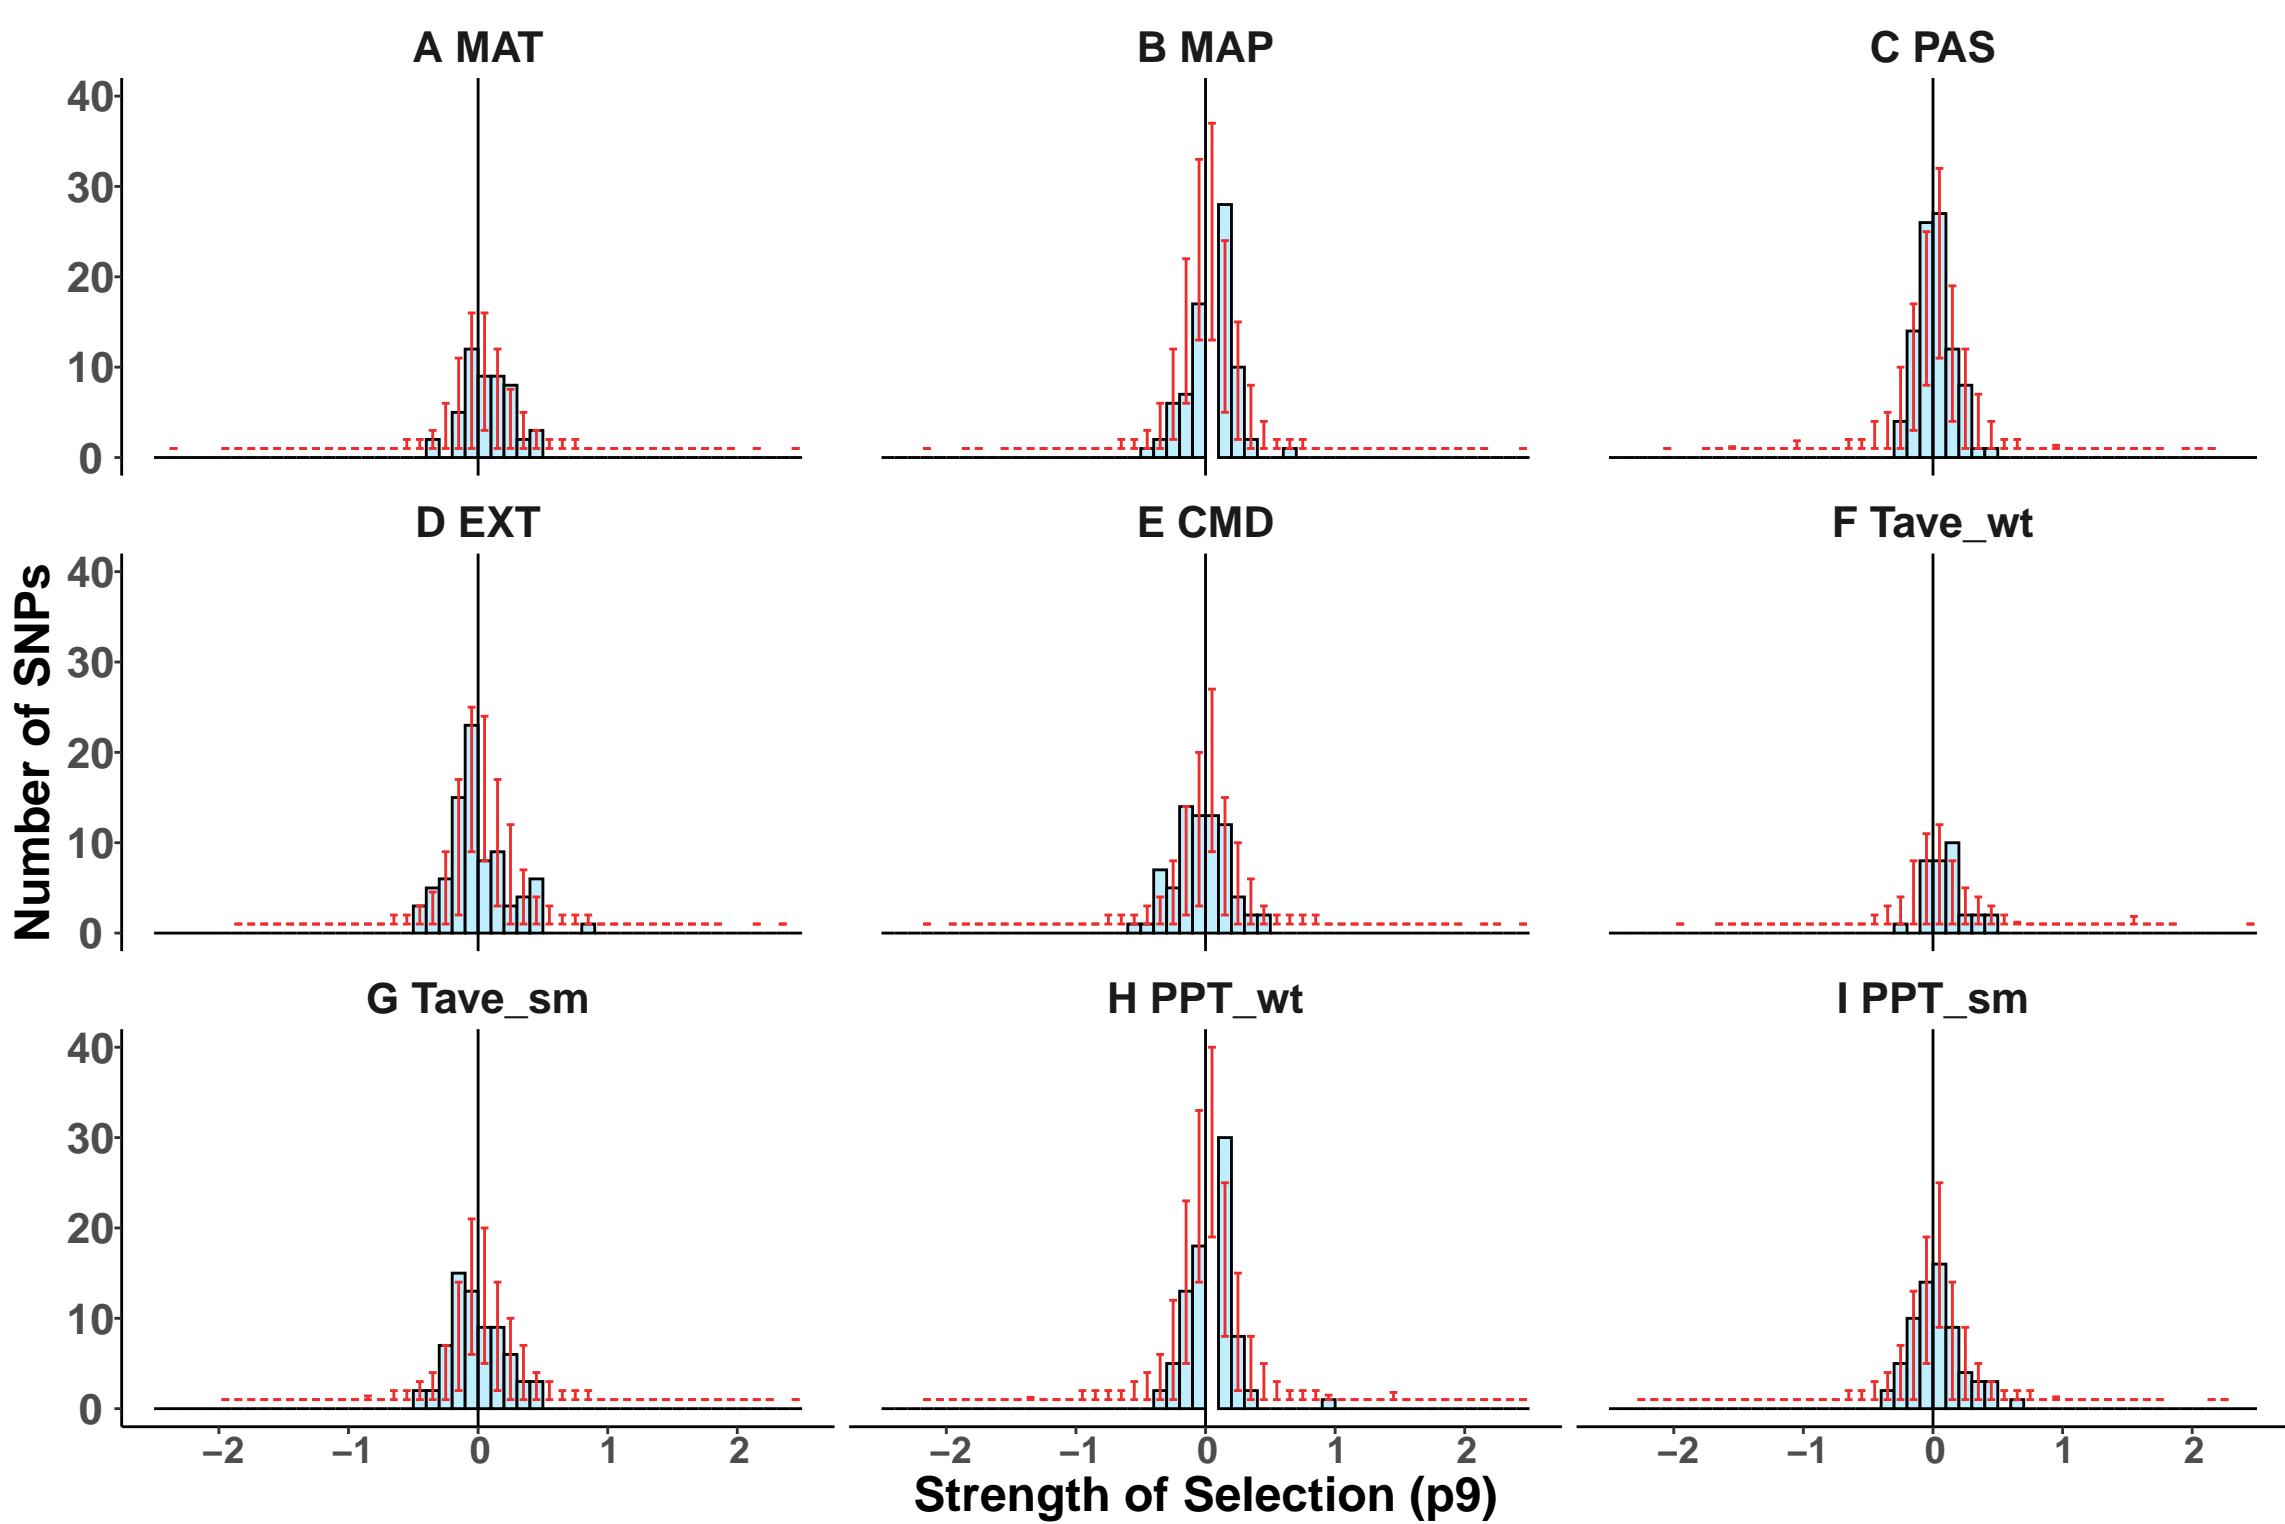 A MAT
B MAP
C PAS
40
30
20
10
0
D EXT
E CMD
F Tave_wt
Number of SNPs
40
30
20
10
0
G Tave_sm
H PPT_wt
I PPT_sm
40
30
20
10
0
−2 −1 0 1 2
−2 −1 0 1 2
−2 −1 0 1 2
Strength of Selection (p9)